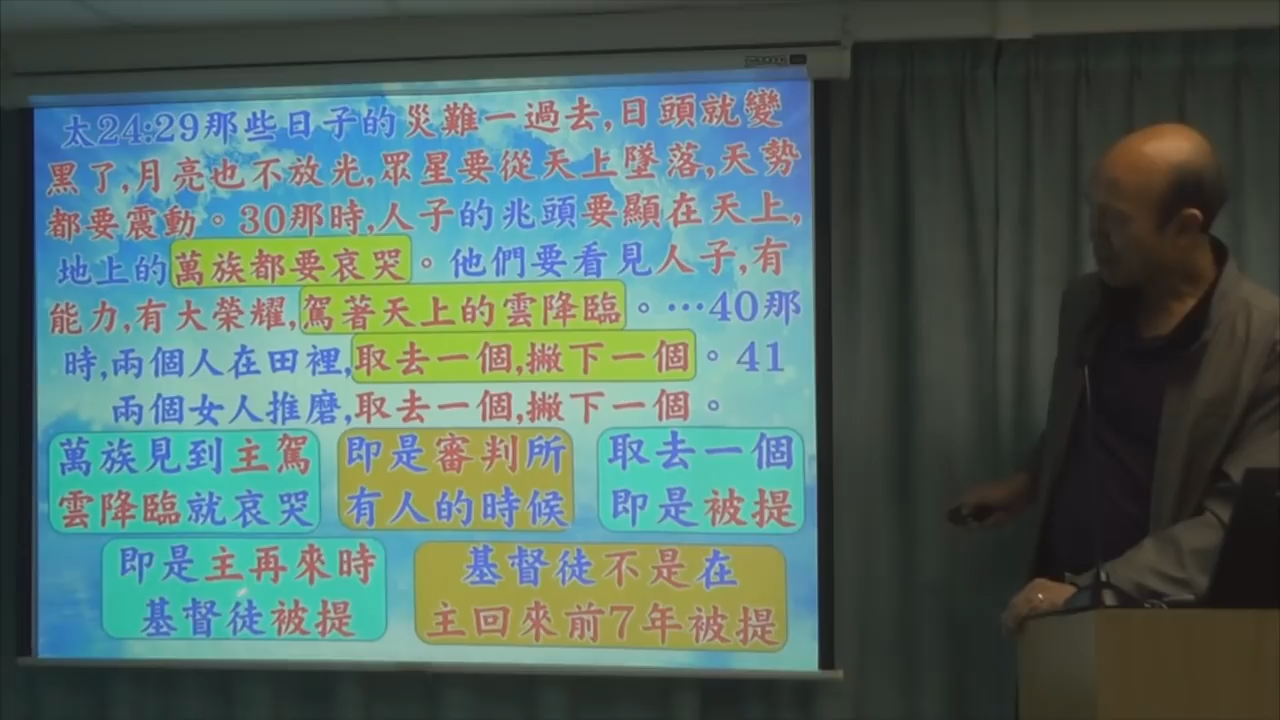 太24:29那些日子的災難一過去,日頭就變
黑了,月亮也不放光,眾星要從天上墜落,天勢
都要震動。30那時,人子的兆頭要顯在天上,
地上的萬族都要哀哭。他們要看見人子,有
能力,有大榮耀,駕著天上的雲降臨。…40那
時,兩個人在田裡,取去一個,撇下一個。41
兩個女人推磨,取去一個,撇下一個。
萬族見到主駕
雲降臨就哀哭
即是審判所
有人的時候
取去一個
即是被提
即是主再來時
基督徒被提
基督徒不是在
主回來前7年被提